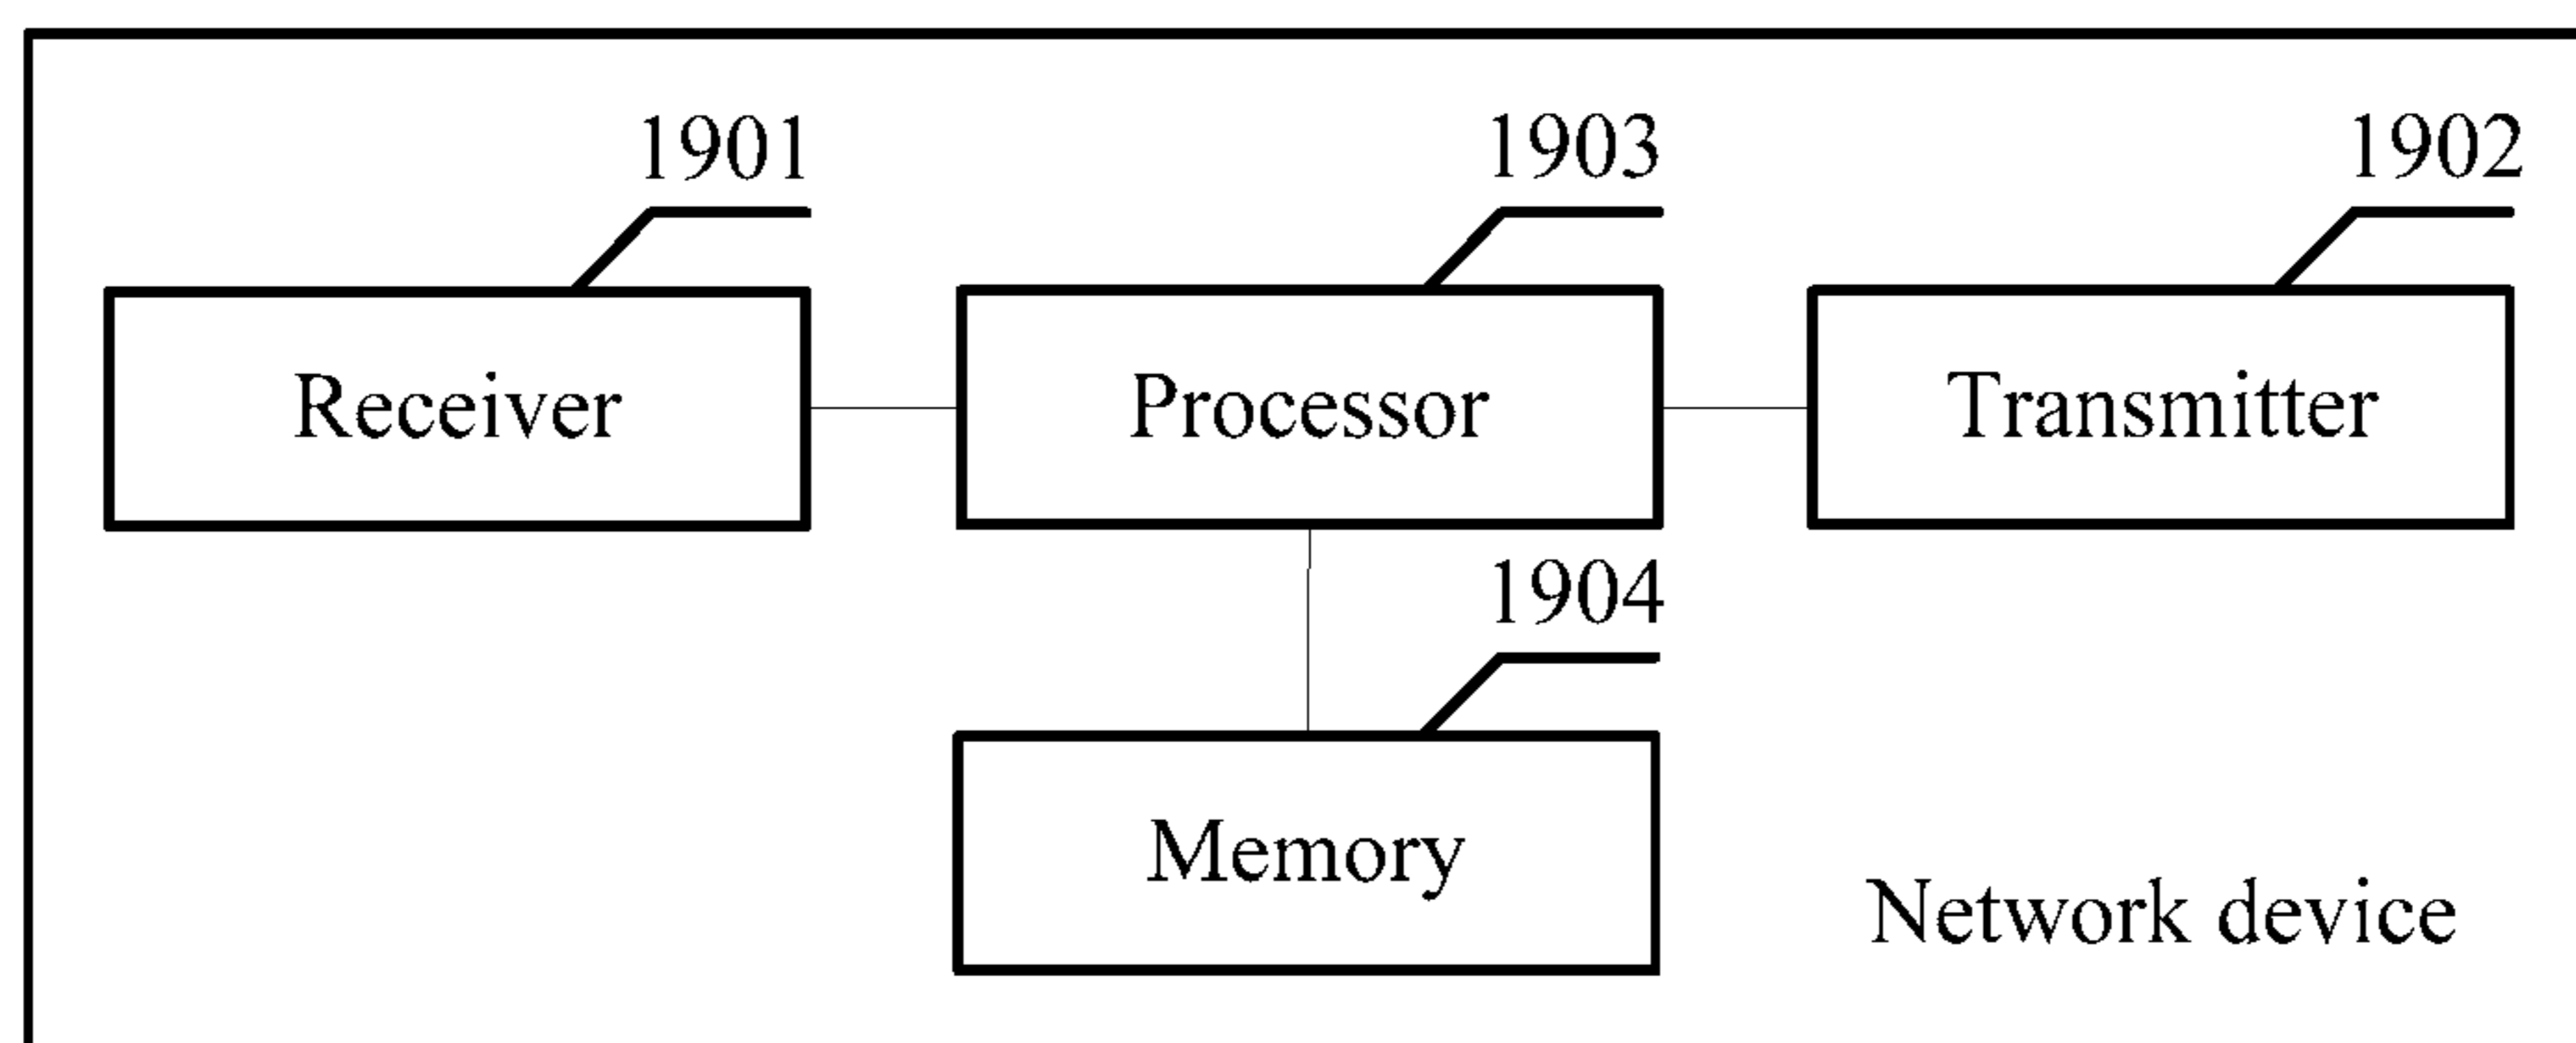 1901 1903 1902
Receiver Processor Transmitter
1904
Memory
Network device